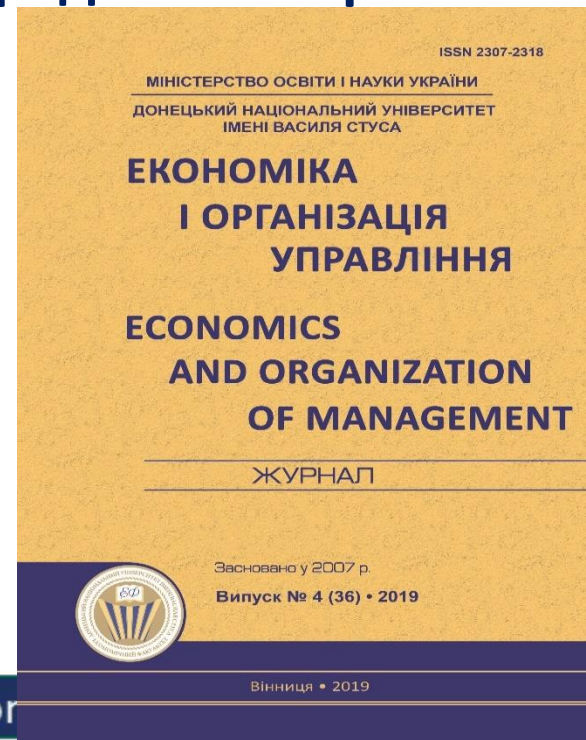 ISSN 2307-2318
МІНІСТЕРСТВО ОСВІТИ І НАУКИ УКРАЇНИ
ДОНЕЦЬКИЙ НАЦІОНАЛЬНИЙ УНІВЕРСИТЕТ
ІМЕНІ ВАСИЛЯ СТУСА
ЕКОНОМІКА
І ОРГАНІЗАЦІЯ
УПРАВЛІННЯ
ECONOMICS
AND ORGANIZATION
OF MANAGEMENT
ЖУРНАЛ
Засновано у 2007 р.
Випуск № 4 (36) • 2019
ЕФ
Вінниця • 2019